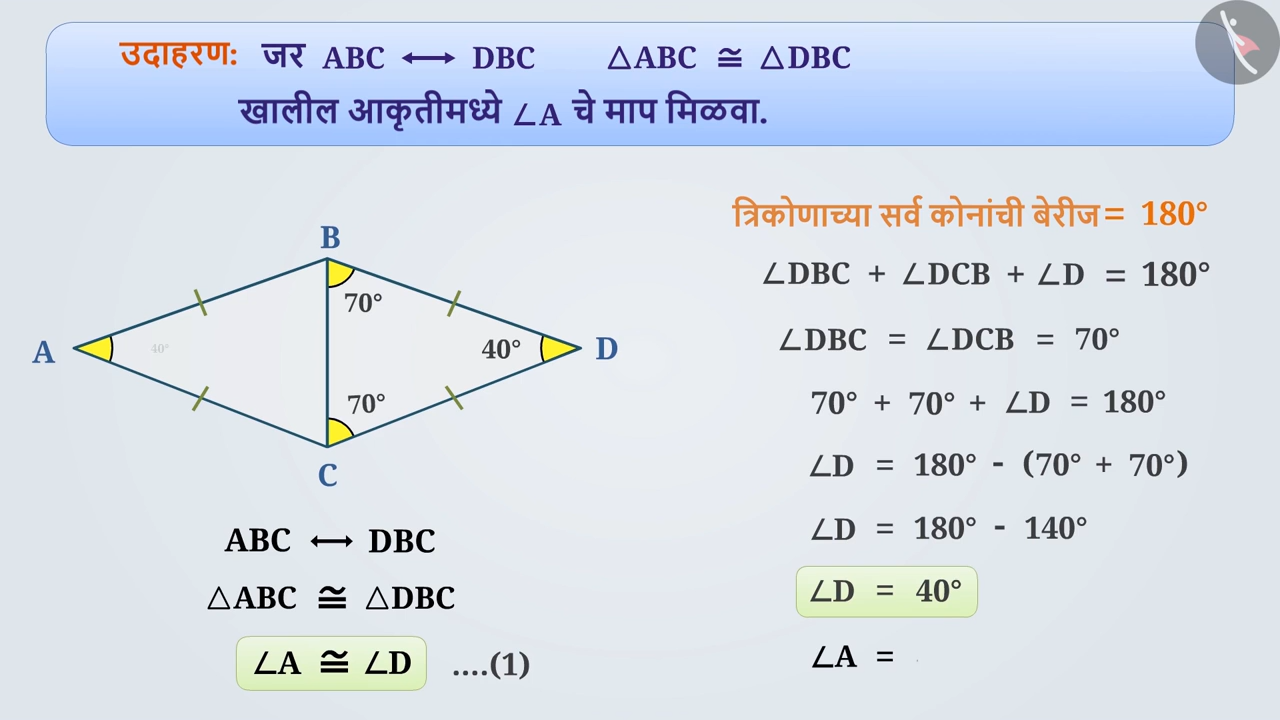 उदाहरण: जर ABC ⟷ DBC △ABC ≅ △DBC
खालील आकृतीमध्ये ∠A चे माप मिळवा.
B
70°
A
40°
40°
D
70°
C
ABC ⟷ DBC
△ABC ≅ △DBC
∠A ≅ ∠D ....(1)
त्रिकोणाच्या सर्व कोनांची बेरीज = 180°
∠DBC + ∠DCB + ∠D = 180°
∠DBC = ∠DCB = 70°
70° + 70° + ∠D = 180°
∠D = 180° - (70° + 70°)
∠D = 180° - 140°
∠D = 40°
∠A =